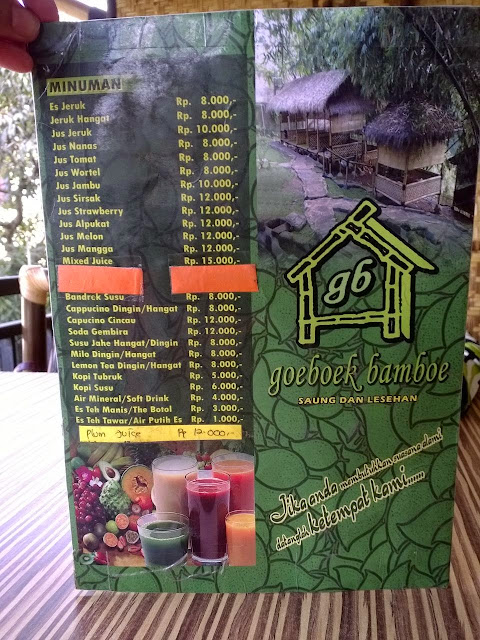 MINUMAN
Es Jeruk Rp. 8.000,-
Jeruk Hangat Rp. 8.000,-
Jus Jeruk Rp. 10.000,-
Jus Nanas Rp. 8.000,-
Jus Tomat Rp. 8.000,-
Jus Wortel Rp. 8.000,-
Jus Jambu Rp. 10.000,-
Jus Sirsak Rp. 12.000,-
Jus Strawberry Rp. 12.000,-
Jus Alpukat Rp. 12.000,-
Jus Melon Rp. 12.000,-
Jus Mangga Rp. 12.000,-
Mixed Juice Rp. 15.000,-
Bandrek Susu Rp. 8.000,-
Cappucino Dingin/Hangat Rp. 8.000,-
Capucino Cincau Rp. 12.000,-
Soda Gembira Rp. 12.000,-
Susu Jahe Hangat/Dingin Rp. 8.000,-
Milo Dingin/Hangat Rp. 8.000,-
Lemon Tea Dingin/Hangat Rp. 8.000,-
Kopi Tubruk Rp. 5.000,-
Kopi Susu Rp. 6.000,-
Air Mineral/Soft Drink Rp. 4.000,-
Es Teh Manis/The Botol Rp. 3.000,-
Es Teh Tawar/Air Putih Es Rp. 1.000,-
Plum Juice Rp 12.000,-
gb
goeboek bamboe
SAUNG DAN LESEHAN
Jika anda membutuhkan suasana alami
datanglah ketempat kami......